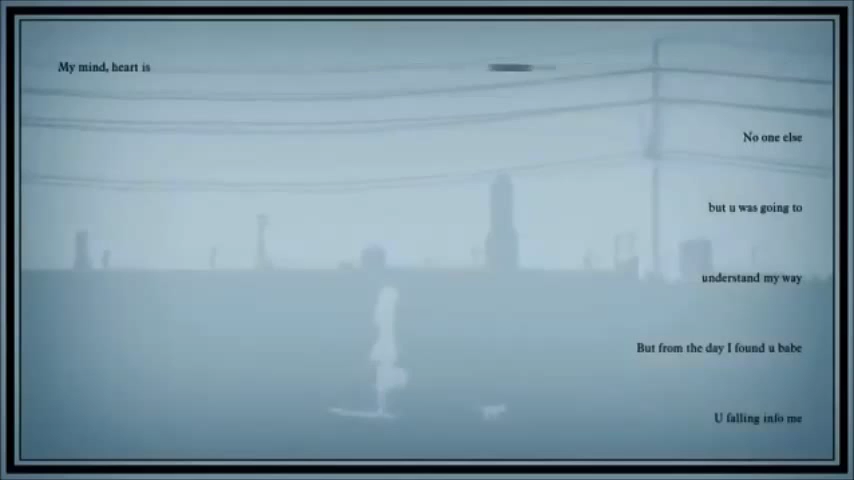 My mind, heart is
No one else
but u was going to
understand my way
But from the day I found u babe
U falling info me